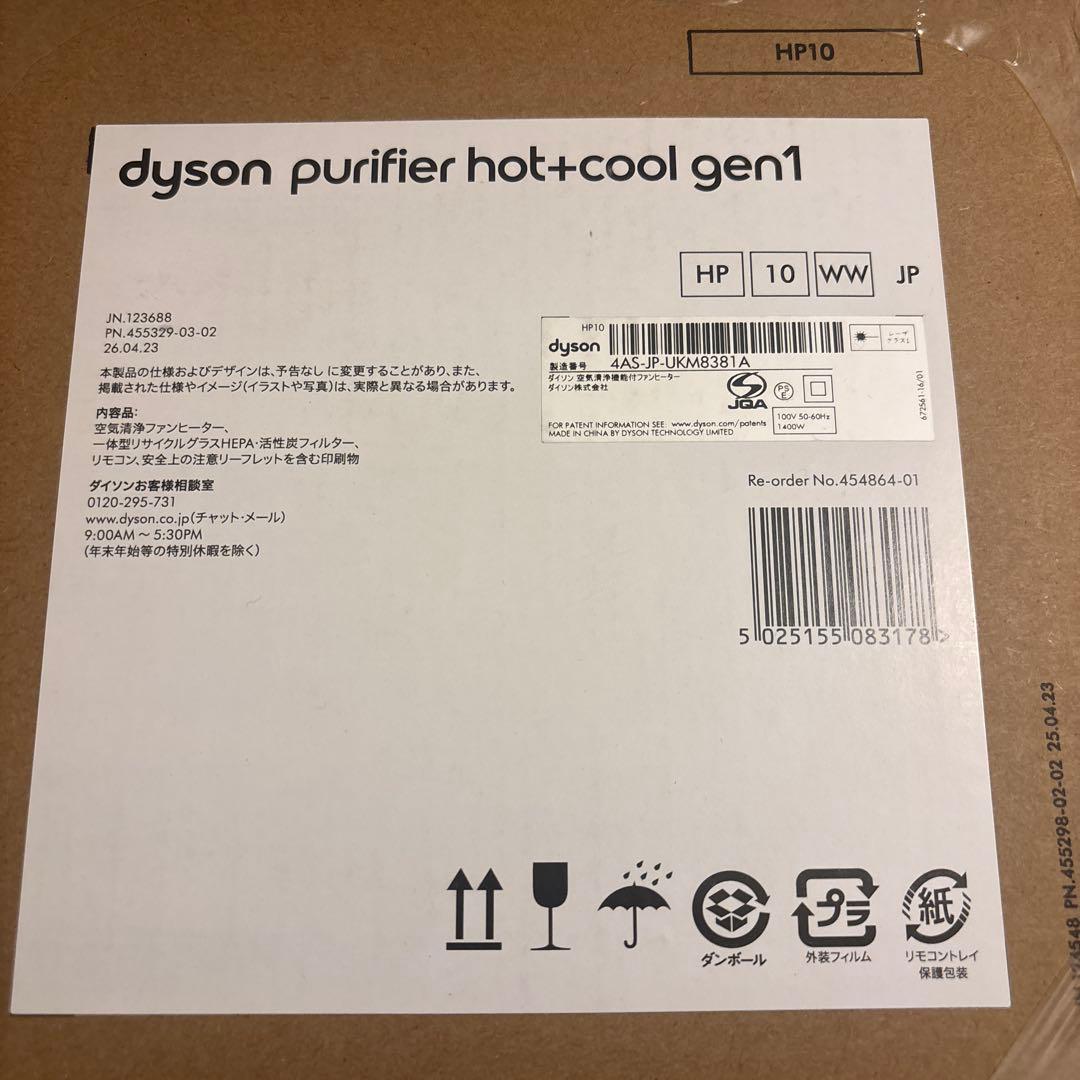 HP10
dyson purifier hot+cool gen1
HP 10 WW JP
JN.123688
PN.455329-03-02
26.04.23
本製品の仕様およびデザインは、予告なしに変更することがあり、また、
掲載された仕様やイメージ(イラストや写真)は、実際と異なる場合があります。
内容品:
空気清浄ファンヒーター、
一体型リサイクルグラスHEPA・活性炭フィルター、
リモコン、安全上の注意リーフレットを含む印刷物
ダイソンお客様相談室
0120-295-731
www.dyson.co.jp(チャット・メール)
9:00AM～5:30PM
(年末年始等の特別休暇を除く)
HP10
dyson
製造番号 4AS-JP-UKM8381A
ダイソン 空気清浄機能付ファンヒーター
ダイソン株式会社
JQA
PSE
100V 50-60Hz
1400W
FOR PATENT INFORMATION SEE: www.dyson.com/patents
MADE IN CHINA BY DYSON TECHNOLOGY LIMITED
レーザ
クラス1
672561-16/01
Re-order No.454864-01
5 025155 083178 >
プラ
紙
ダンボール
外装フィルム
リモコントレイ
保護包装
PN.455298-02-02 25.04.23